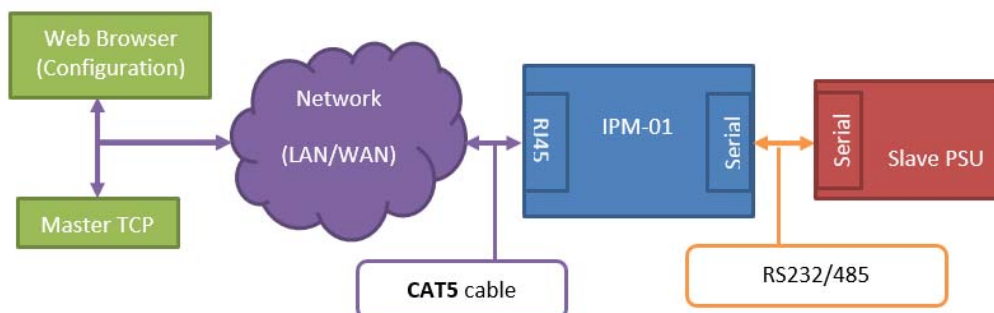 Web Browser
(Configuration)
Master TCP
Network
(LAN/WAN)
CAT5 cable
RJ45
IPM-01
Serial
RS232/485
Serial
Slave PSU